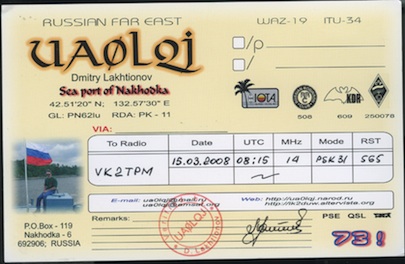 RUSSIAN FAR EAST WAZ-19 ITU-34
UAØLQJ
/p
Dmitry Lakhtionov
Sea port of Nakhodka
42.51'20" N; 132.57'30" E
GL: PN62lu RDA: PK - 11
IOTA
508 609 250078
KDR
VIA:
To Radio Date UTC MHz Mode RST
VK2TPM 15.03.2008 08:15 14 PSK31 565
E-mail: Web: http://ua0lqj.narod.ru
Remarks: PSE QSL
UAØLQJ
P.O.Box - 119
Nakhodka - 6
692906; RUSSIA
73!